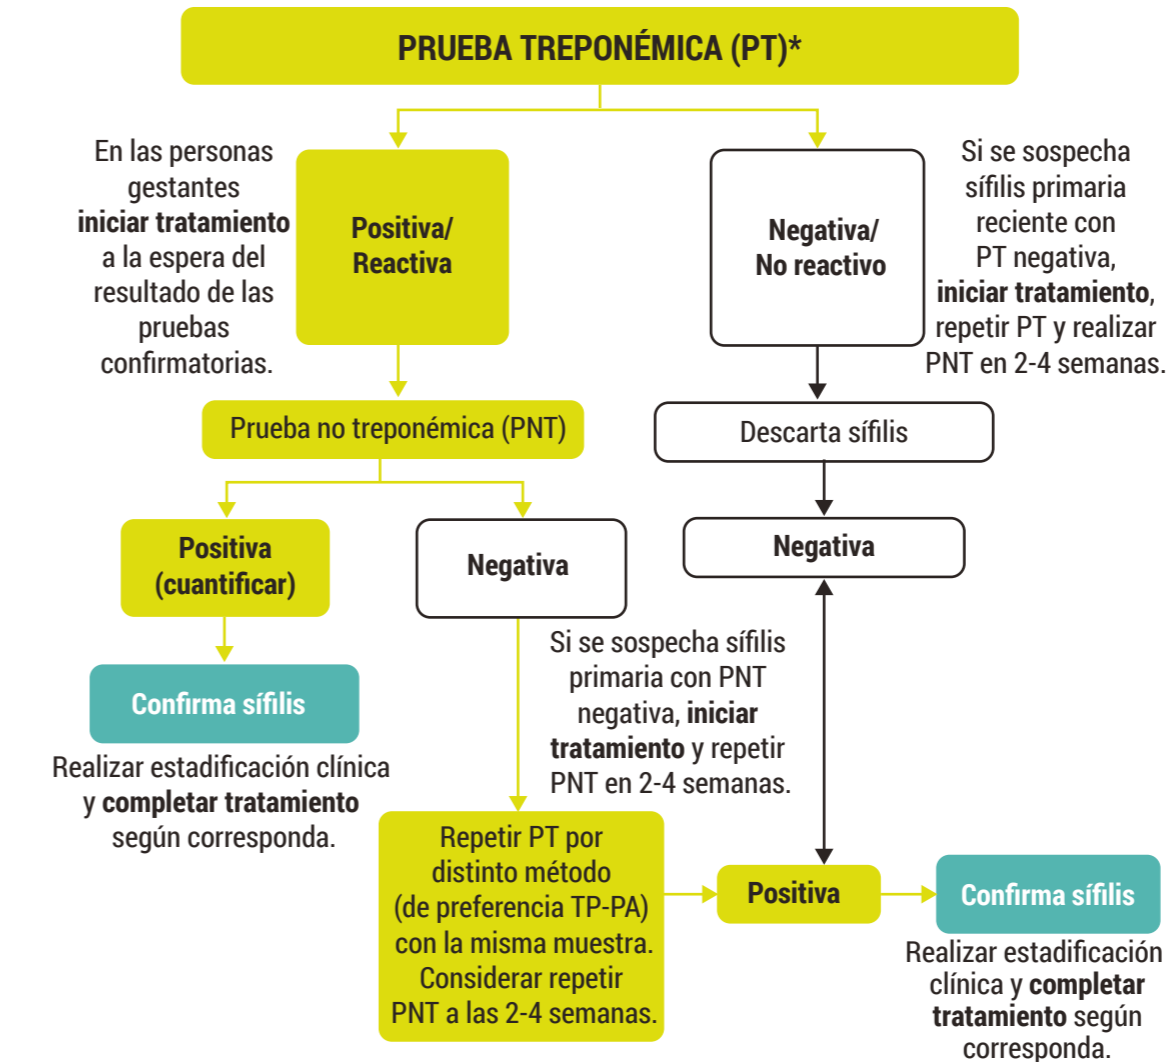 PRUEBA TREPONÉMICA (PT)*
En las personas
gestantes
iniciar tratamiento
a la espera del
resultado de las
pruebas
confirmatorias.
Positiva/
Reactiva
Negativa/
No reactivo
Si se sospecha
sífilis primaria
reciente con
PT negativa,
iniciar tratamiento,
repetir PT y realizar
PNT en 2-4 semanas.
Prueba no treponémica (PNT)
Descarta sífilis
Positiva
(cuantificar)
Negativa
Negativa
Confirma sífilis
Realizar estadificación clínica
y completar tratamiento
según corresponda.
Si se sospecha sífilis
primaria con PNT
negativa, iniciar
tratamiento y repetir
PNT en 2-4 semanas.
Repetir PT por
distinto método
(de preferencia TP-PA)
con la misma muestra.
Considerar repetir
PNT a las 2-4 semanas.
Positiva
Confirma sífilis
Realizar estadificación
clínica y completar
tratamiento según
corresponda.